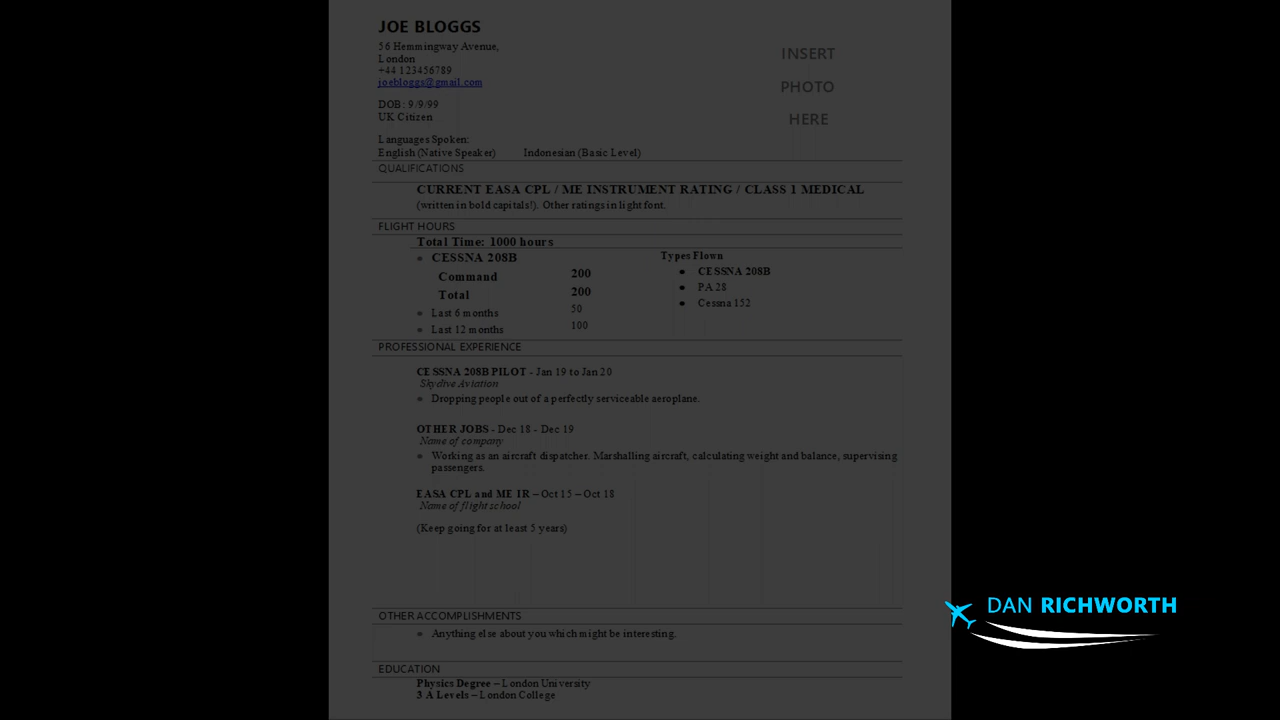 JOE BLOGGS
56 Hemmingway Avenue,
London
+44 123456789
joebloggs@gmail.com
INSERT
PHOTO
HERE
DOB: 9/9/99
UK Citizen
Languages Spoken:
English (Native Speaker) Indonesian (Basic Level)
QUALIFICATIONS
CURRENT EASA CPL / ME INSTRUMENT RATING / CLASS 1 MEDICAL
(written in bold capitals!). Other ratings in light font.
FLIGHT HOURS
Total Time: 1000 hours
CESSNA 208B
Command 200
Total 200
Last 6 months 50
Last 12 months 100
Types Flown
CESSNA 208B
PA 28
Cessna 152
PROFESSIONAL EXPERIENCE
CESSNA 208B PILOT - Jan 19 to Jan 20
Skydive Aviation
Dropping people out of a perfectly serviceable aeroplane.
OTHER JOBS - Dec 18 - Dec 19
Name of company
Working as an aircraft dispatcher. Marshalling aircraft, calculating weight and balance, supervising
passengers.
EASA CPL and ME IR – Oct 15 – Oct 18
Name of flight school
(Keep going for at least 5 years)
OTHER ACCOMPLISHMENTS
Anything else about you which might be interesting.
EDUCATION
Physics Degree – London University
3 A Levels – London College
DAN RICHWORTH